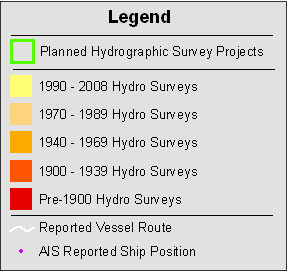 Legend
Planned Hydrographic Survey Projects
1990 - 2008 Hydro Surveys
1970 - 1989 Hydro Surveys
1940 - 1969 Hydro Surveys
1900 - 1939 Hydro Surveys
Pre-1900 Hydro Surveys
Reported Vessel Route
AIS Reported Ship Position